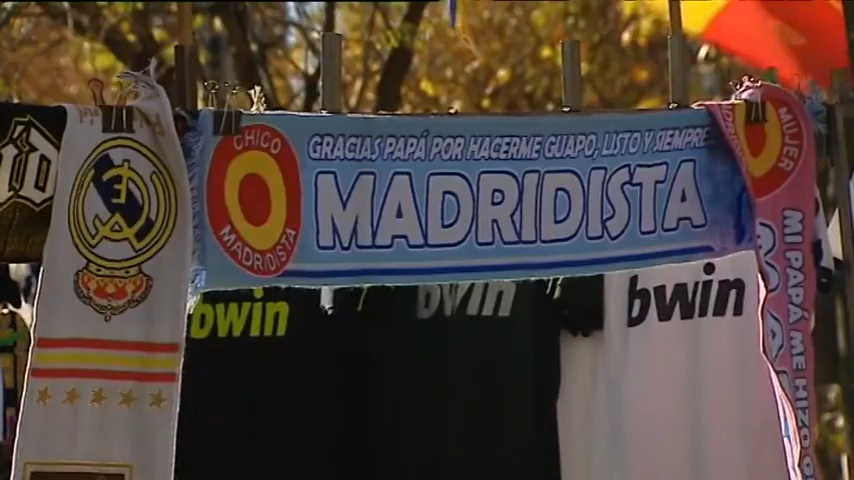 CHICO
MADRIDISTA
GRACIAS PAPÁ POR HACERME GUAPO, LISTO Y SIEMPRE
MADRIDISTA
MUJER
MI PAPÁ ME HIZO
bwin
bwin
bwin